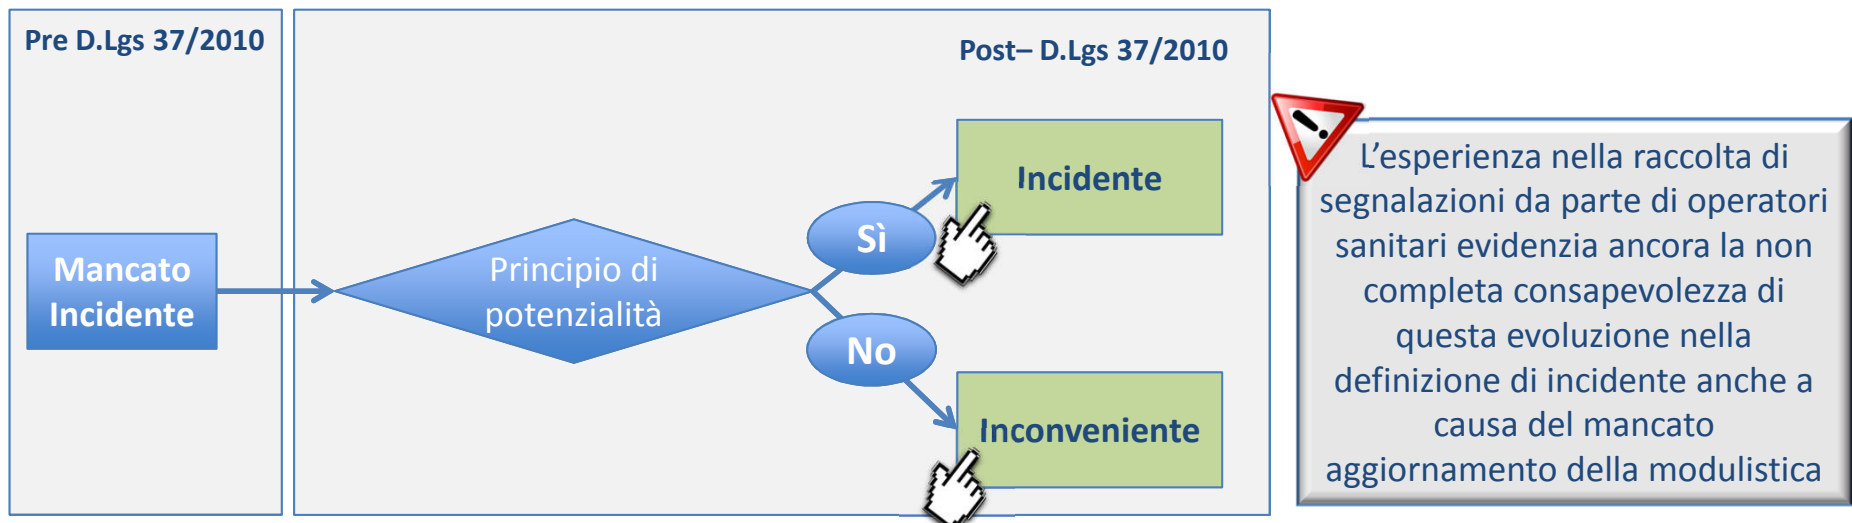 Pre D.Lgs 37/2010
Post– D.Lgs 37/2010
Mancato
Incidente
Principio di
potenzialità
Sì
No
Incidente
Inconveniente
L’esperienza nella raccolta di
segnalazioni da parte di operatori
sanitari evidenzia ancora la non
completa consapevolezza di
questa evoluzione nella
definizione di incidente anche a
causa del mancato
aggiornamento della modulistica